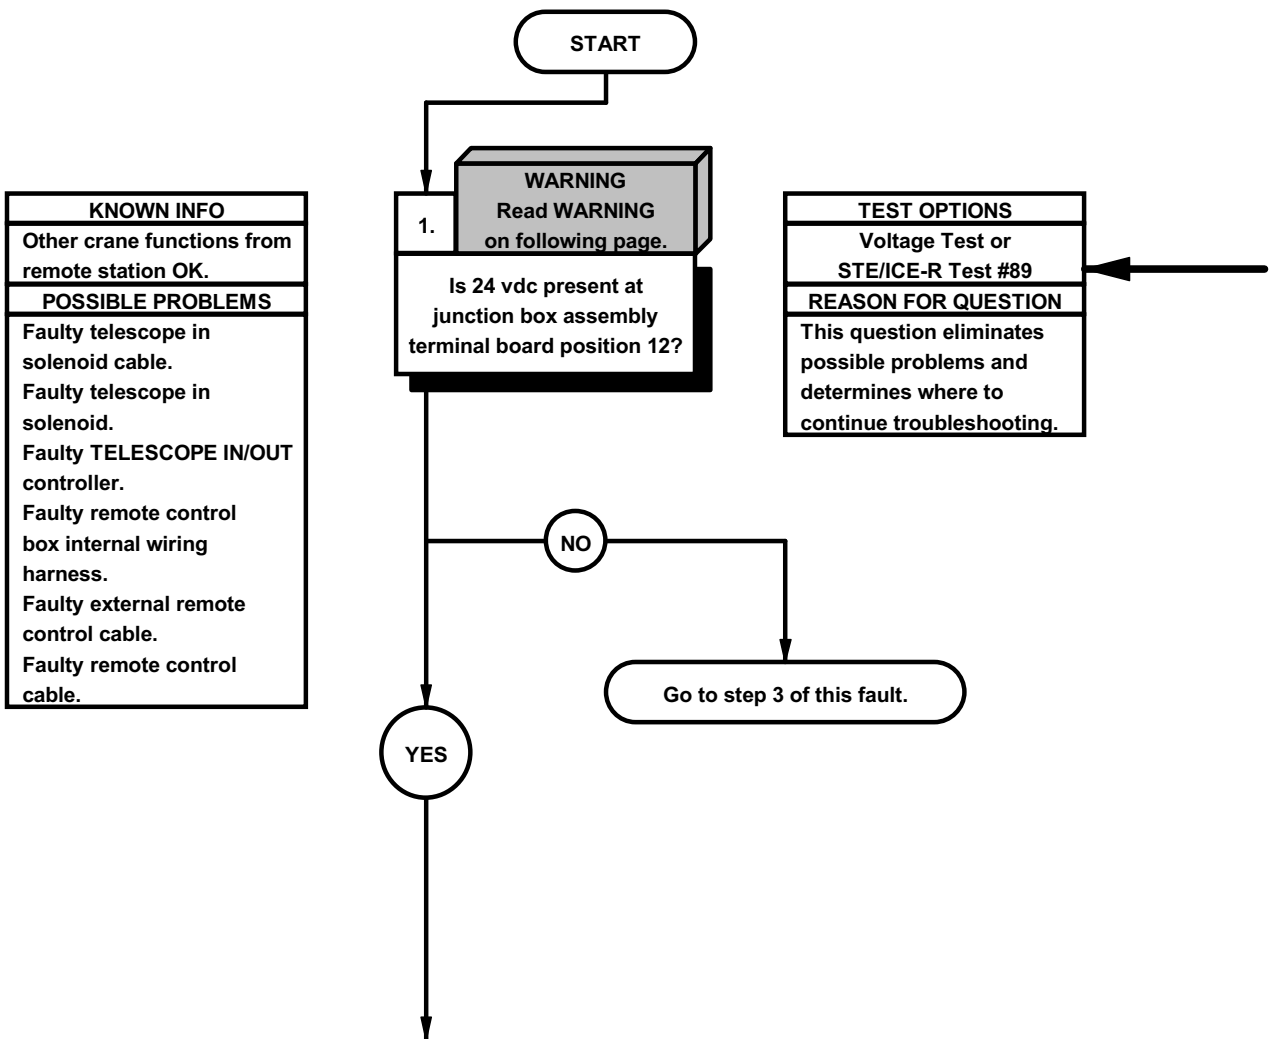 START
KNOWN INFO
Other crane functions from
remote station OK.
POSSIBLE PROBLEMS
Faulty telescope in
solenoid cable.
Faulty telescope in
solenoid.
Faulty TELESCOPE IN/OUT
controller.
Faulty remote control
box internal wiring
harness.
Faulty external remote
control cable.
Faulty remote control
cable.
1.
WARNING
Read WARNING
on following page.
Is 24 vdc present at
junction box assembly
terminal board position 12?
TEST OPTIONS
Voltage Test or
STE/ICE-R Test #89
REASON FOR QUESTION
This question eliminates
possible problems and
determines where to
continue troubleshooting.
NO
Go to step 3 of this fault.
YES